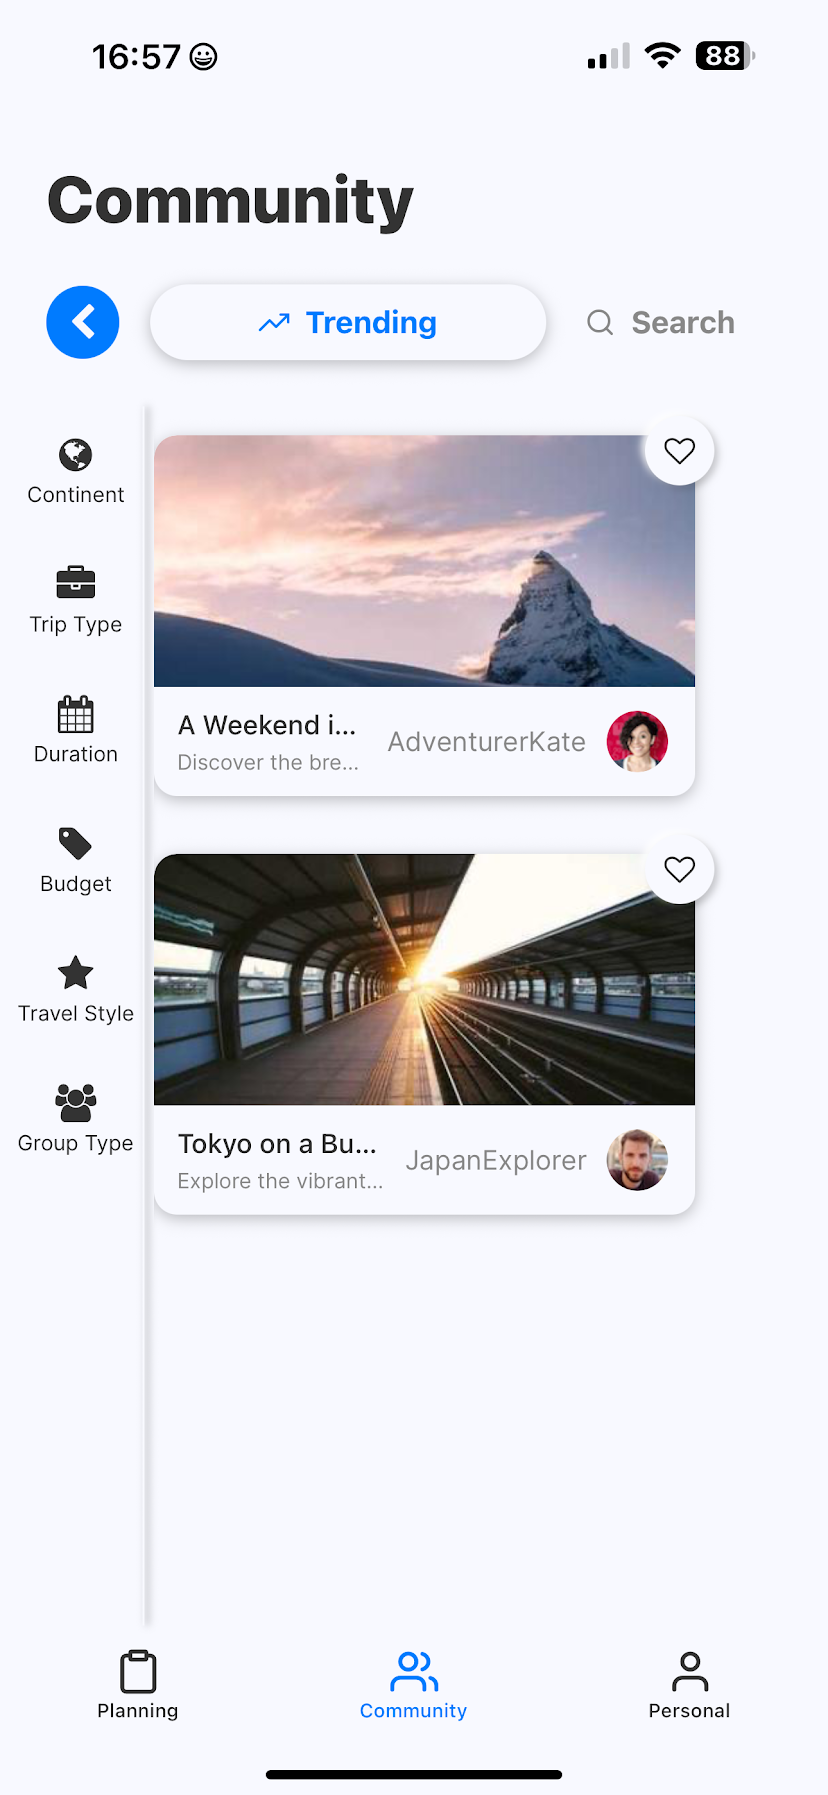 16:57
88
Community
Trending
Search
Continent
Trip Type
Duration
Budget
Travel Style
Group Type
A Weekend i...
Discover the bre...
AdventurerKate
Tokyo on a Bu...
Explore the vibrant...
JapanExplorer
Planning
Community
Personal